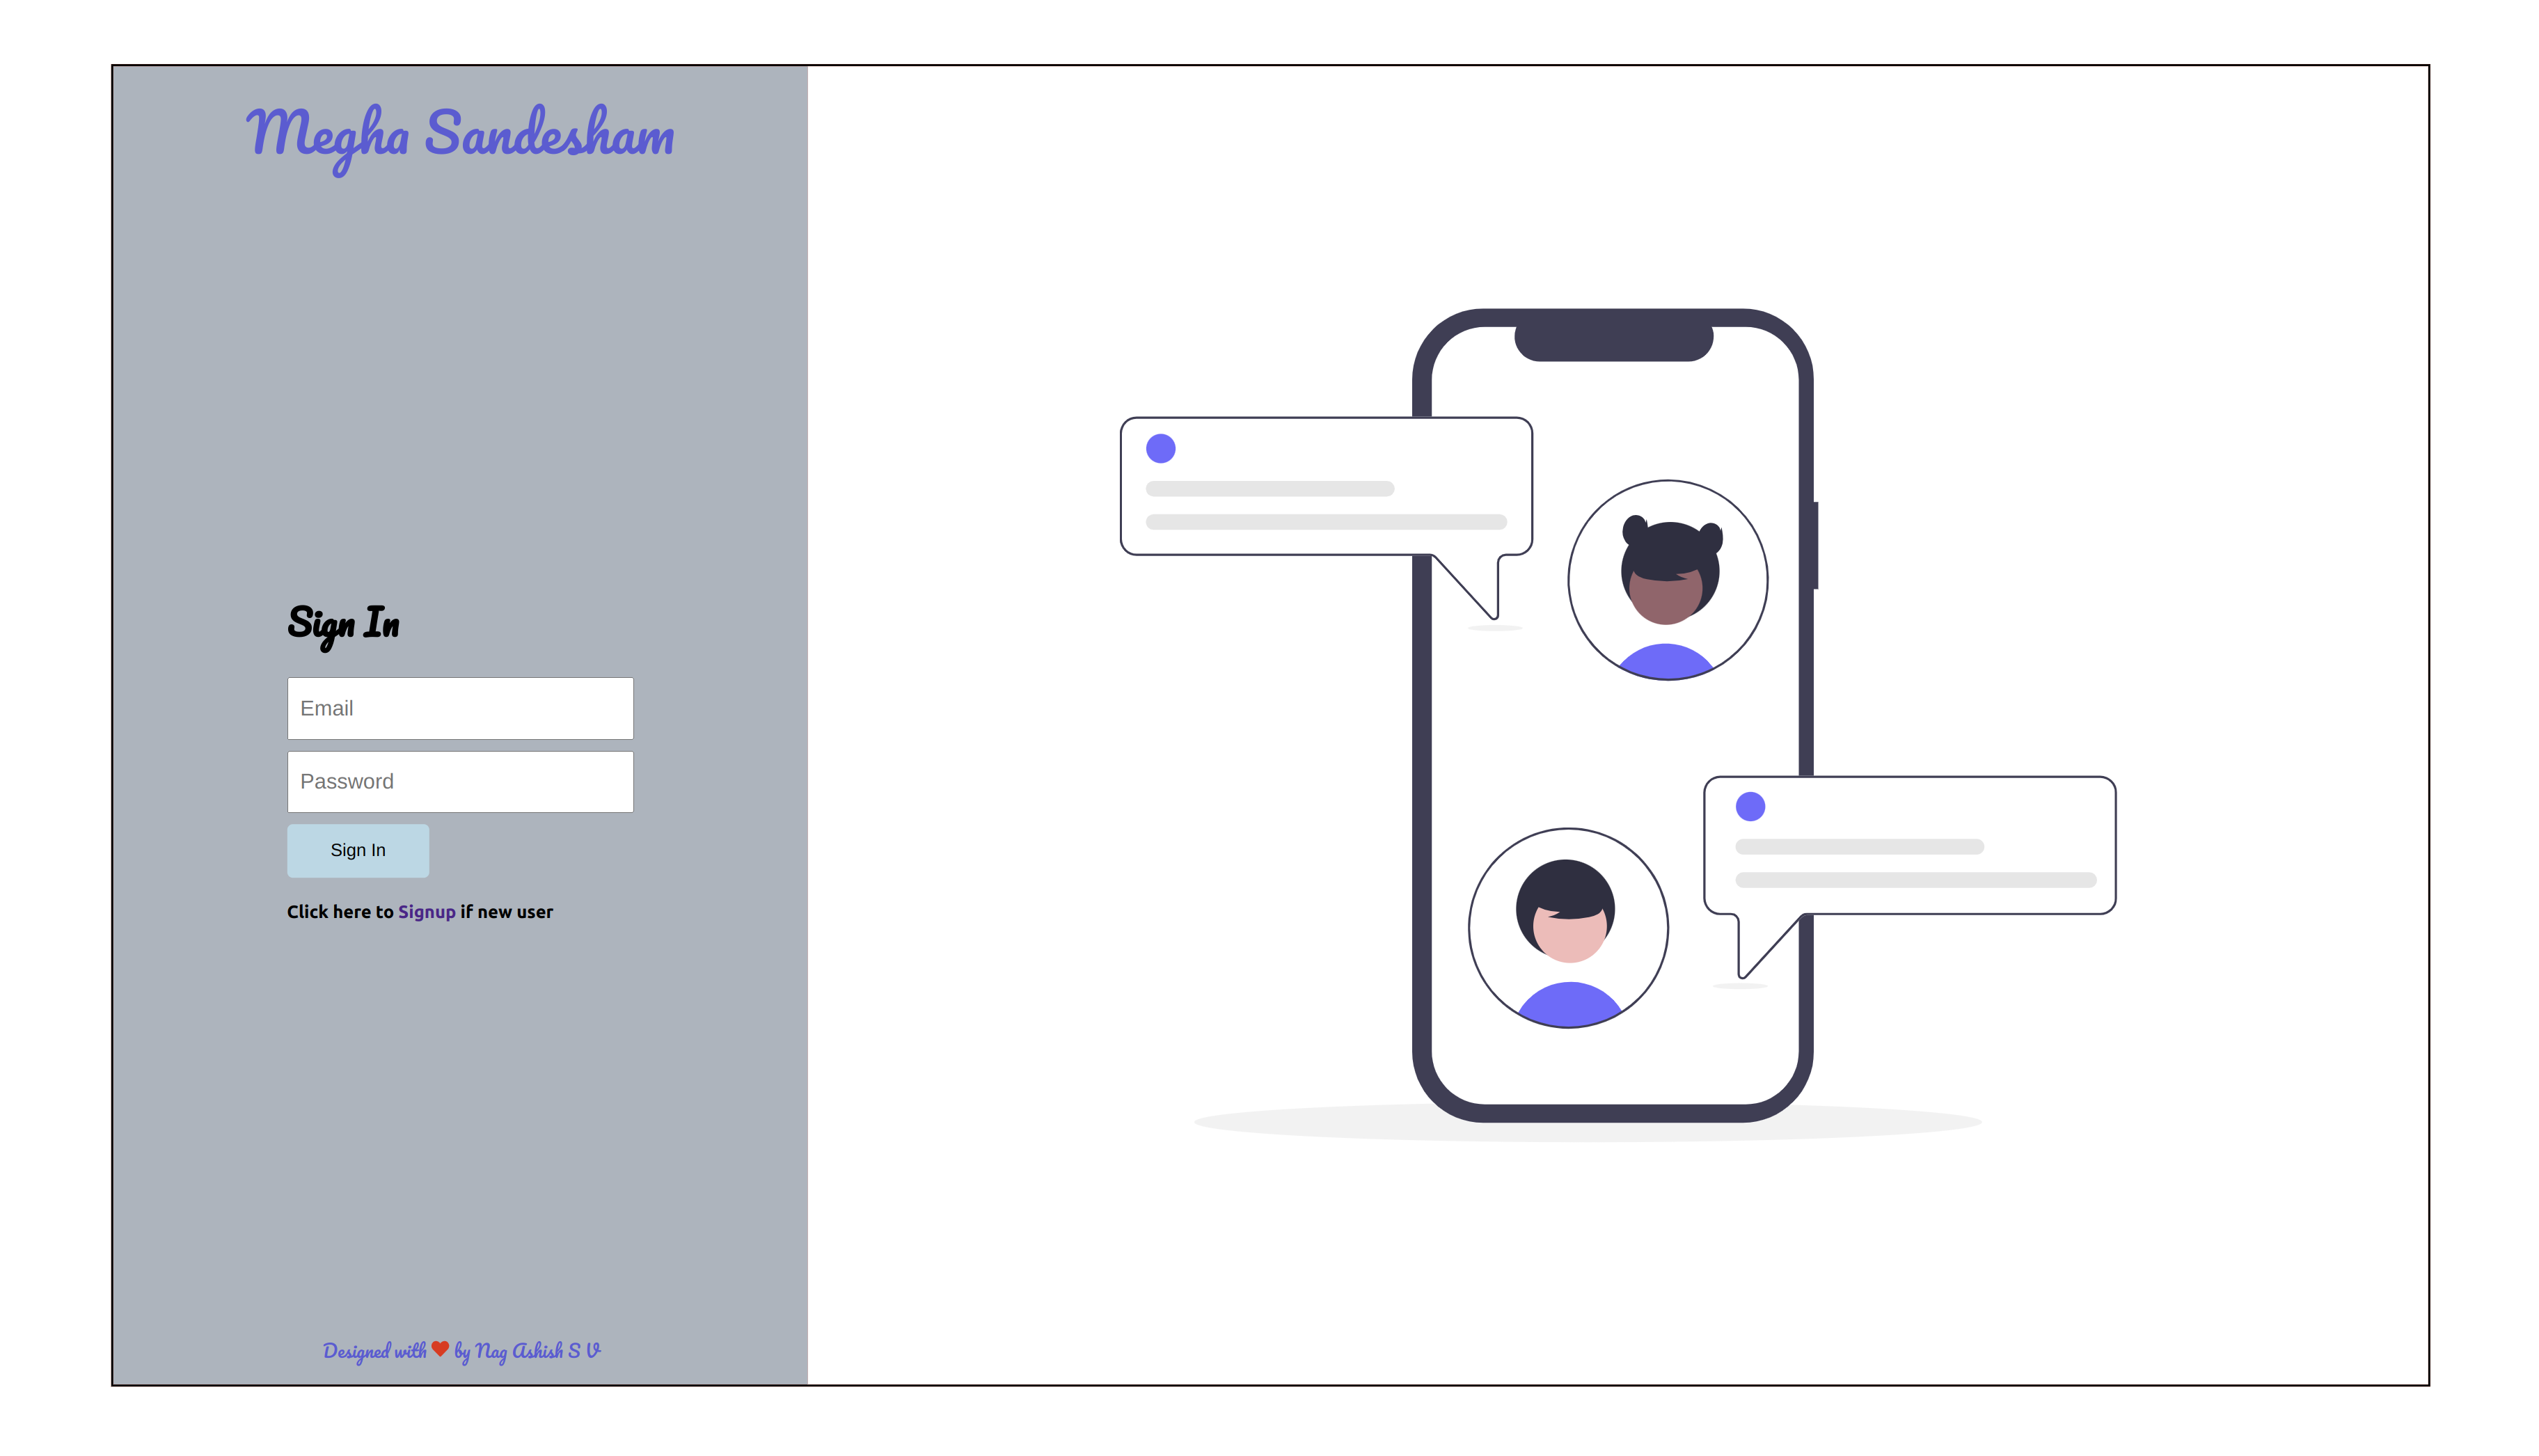 Megha Sandesham
Sign In
Email
Password
Sign In
Click here to Signup if new user
Designed with ❤ by Nag Ashish S V